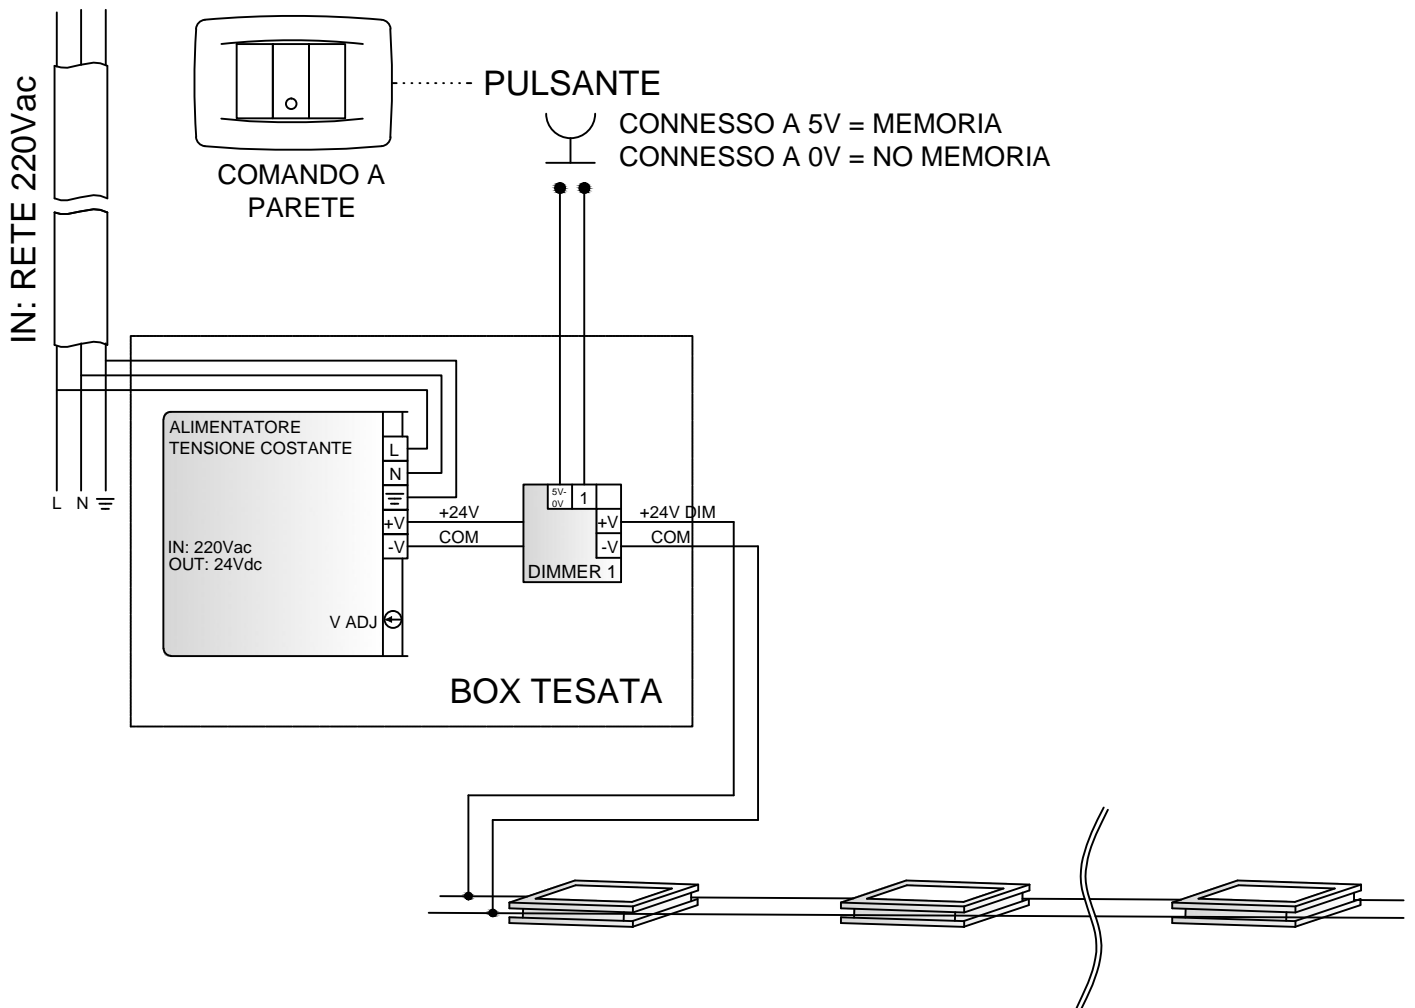 IN: RETE 220Vac
PULSANTE
CONNESSO A 5V = MEMORIA
CONNESSO A 0V = NO MEMORIA
COMANDO A
PARETE
ALIMENTATORE
TENSIONE COSTANTE
L
N
+V
-V
IN: 220Vac
OUT: 24Vdc
V ADJ
L N
+24V
COM
5V-
0V
1
+V
-V
DIMMER 1
+24V DIM
COM
BOX TESATA